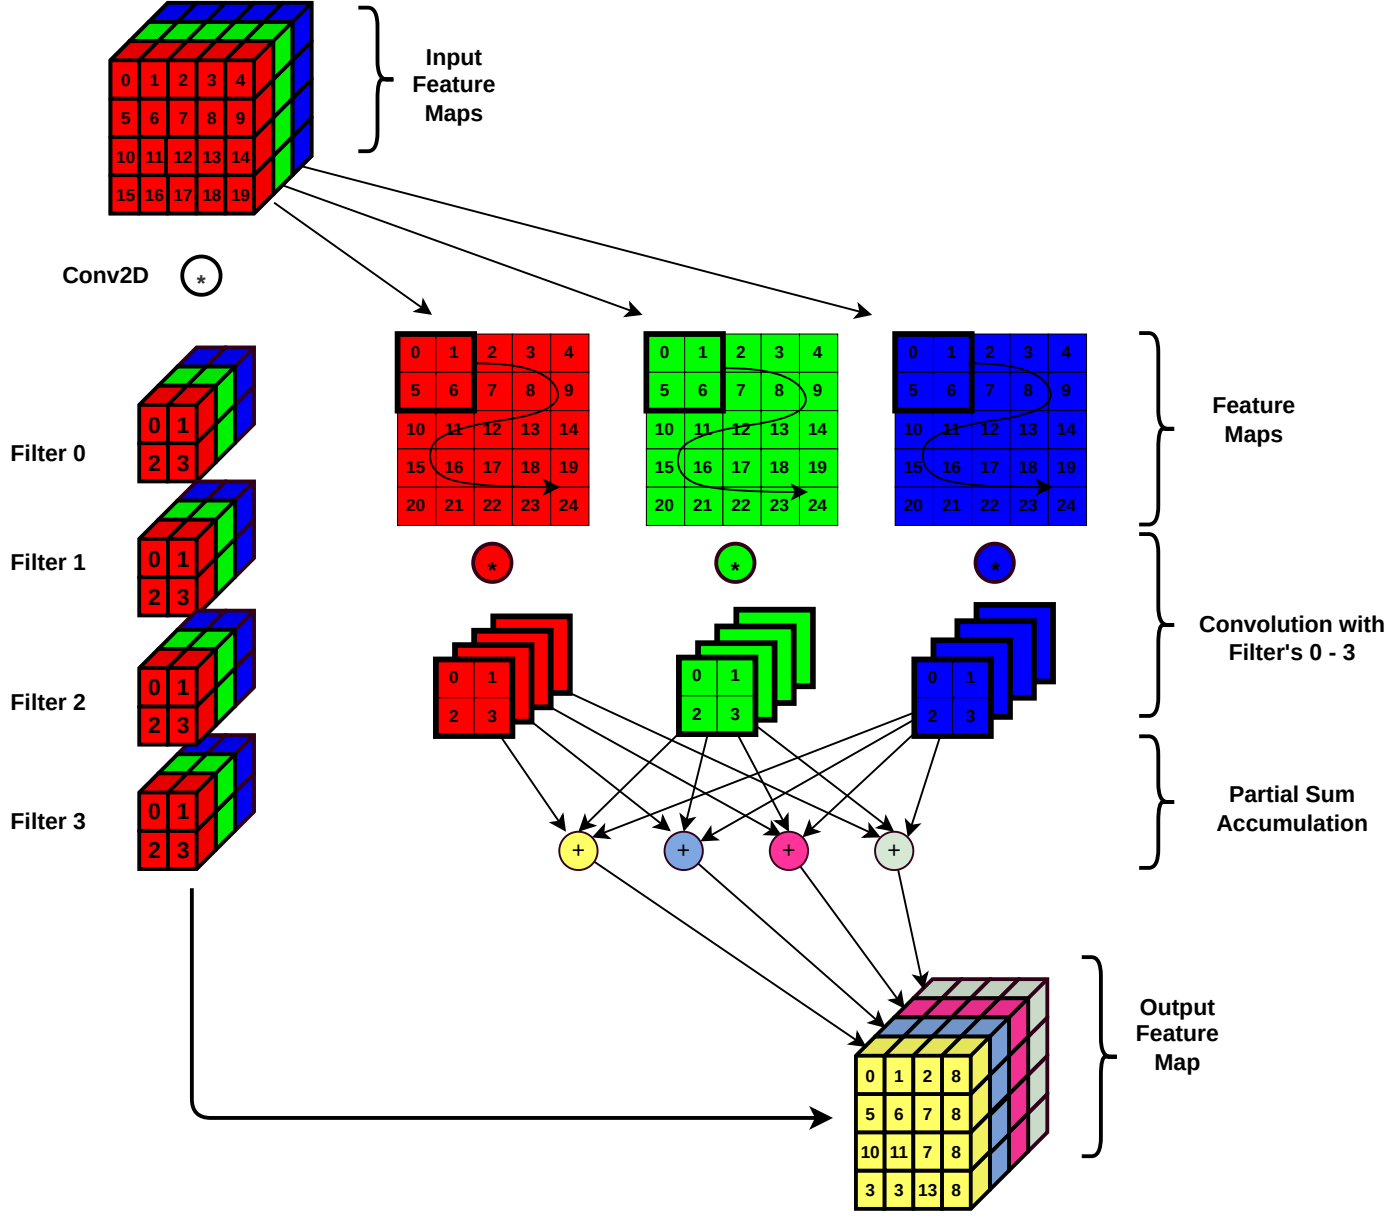 Input
Feature
Maps
0 1 2 3 4
5 6 7 8 9
10 11 12 13 14
15 16 17 18 19
Conv2D *
Filter 0
0 1
2 3
Filter 1
0 1
2 3
Filter 2
0 1
2 3
Filter 3
0 1
2 3
0 1 2 3 4
5 6 7 8 9
10 11 12 13 14
15 16 17 18 19
20 21 22 23 24
0 1 2 3 4
5 6 7 8 9
10 11 12 13 14
15 16 17 18 19
20 21 22 23 24
0 1 2 3 4
5 6 7 8 9
10 11 12 13 14
15 16 17 18 19
20 21 22 23 24
Feature
Maps
* * *
0 1
2 3
0 1
2 3
0 1
2 3
Convolution with
Filter's 0 - 3
+ + + +
Partial Sum
Accumulation
0 1 2 8
5 6 7 8
10 11 7 8
3 3 13 8
Output
Feature
Map